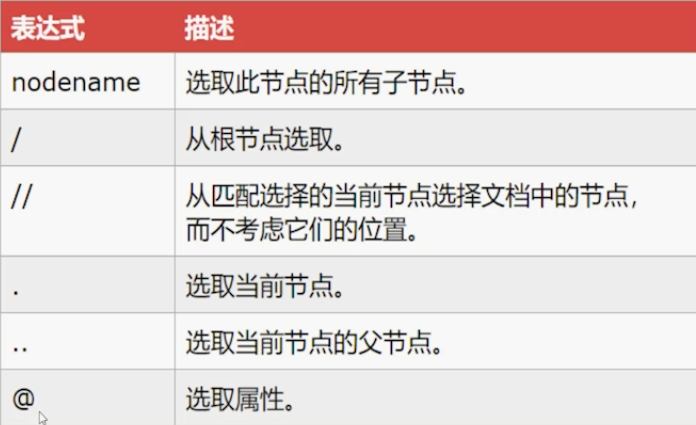 表达式 描述
nodename 选取此节点的所有子节点。
/ 从根节点选取。
// 从匹配选择的当前节点选择文档中的节点，
而不考虑它们的位置。
. 选取当前节点。
.. 选取当前节点的父节点。
@ 选取属性。